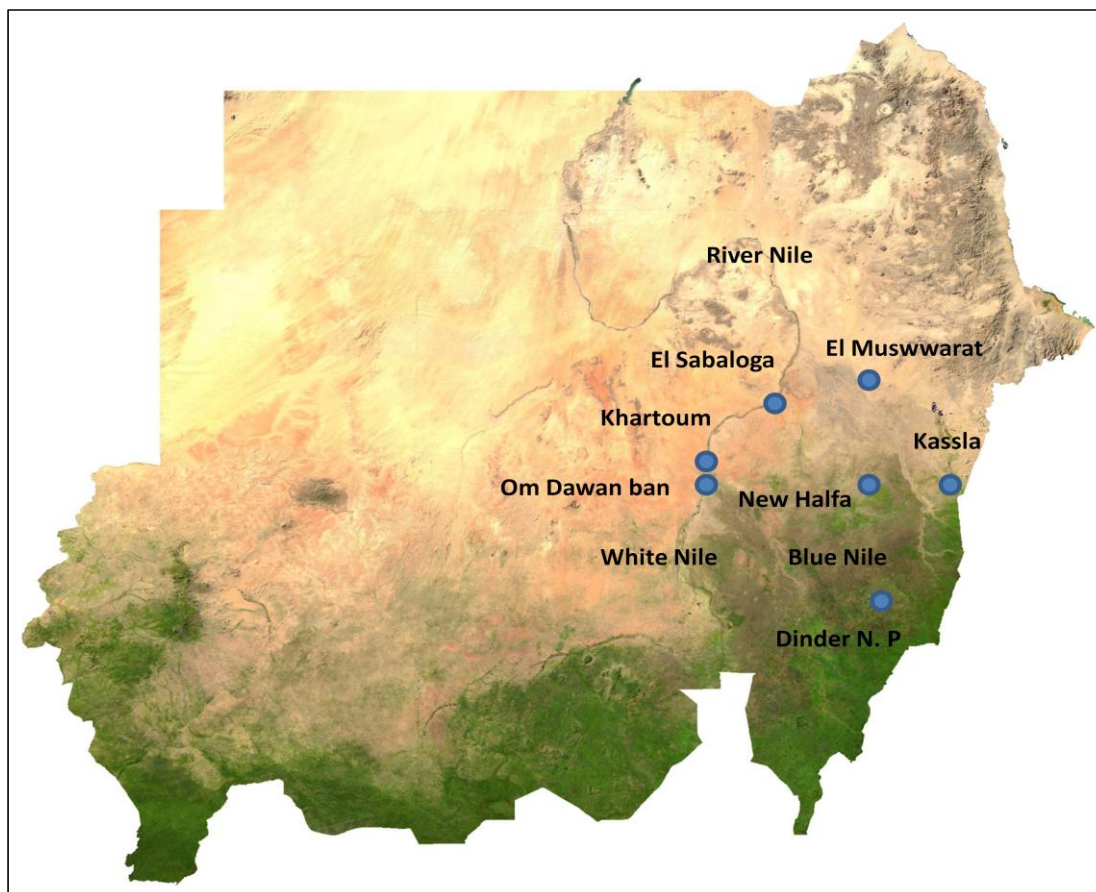 River Nile
El Muswwarat
El Sabaloga
Khartoum
Kassla
Om Dawan ban
New Halfa
White Nile
Blue Nile
Dinder N. P